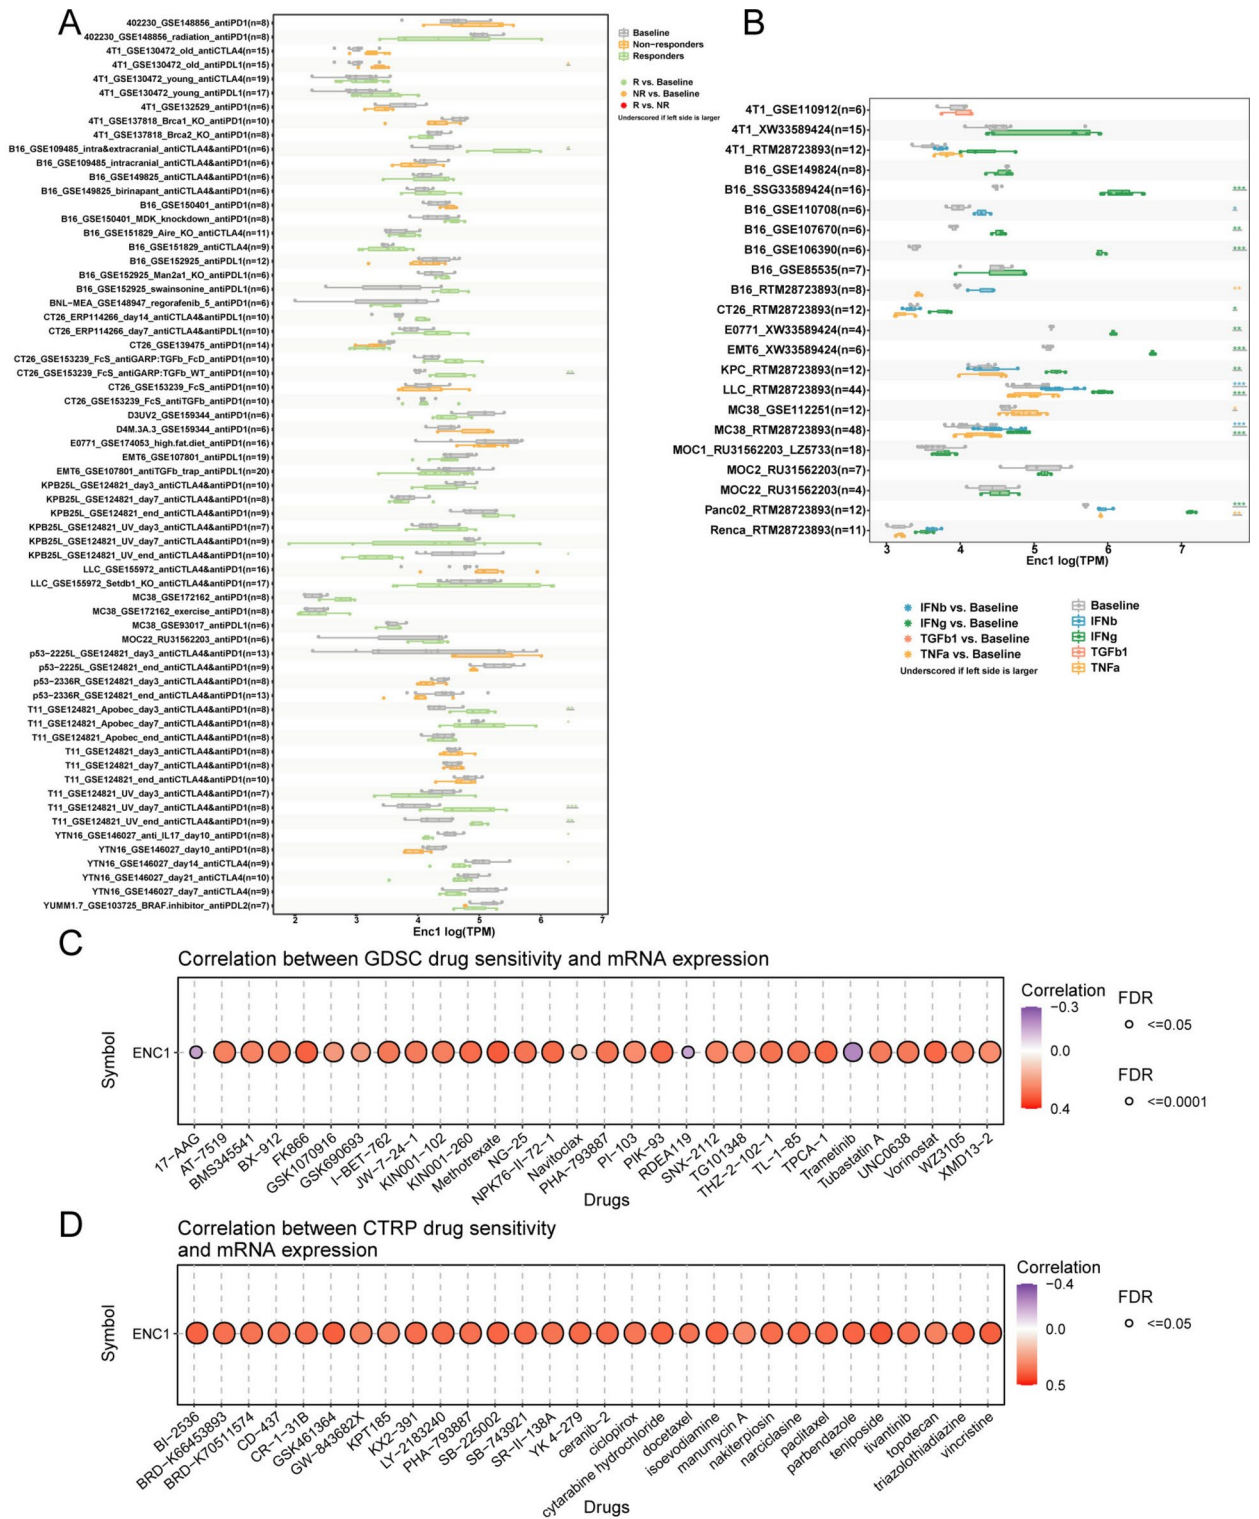 A
402230_GSE148856_antiPD1(n=8)
402230_GSE148856_radiation_antiPD1(n=8)
4T1_GSE130472_old_antiCTLA4(n=15)
4T1_GSE130472_old_antiPDL1(n=15)
4T1_GSE130472_young_antiCTLA4(n=19)
4T1_GSE130472_young_antiPDL1(n=17)
4T1_GSE132529_antiPD1(n=6)
4T1_GSE137818_Brca1_KO_antiPD1(n=10)
4T1_GSE137818_Brca2_KO_antiPD1(n=8)
B16_GSE109485_intra&extracranial_antiCTLA4&antiPD1(n=6)
B16_GSE109485_intracranial_antiCTLA4&antiPD1(n=6)
B16_GSE149825_antiCTLA4&antiPD1(n=6)
B16_GSE149825_birinapant_antiCTLA4&antiPD1(n=6)
B16_GSE150401_antiPD1(n=8)
B16_GSE150401_MDK_knockdown_antiPD1(n=8)
B16_GSE151829_Aire_KO_antiCTLA4(n=11)
B16_GSE151829_antiCTLA4(n=9)
B16_GSE152925_antiPD1(n=12)
B16_GSE152925_Man2a1_KO_antiPDL1(n=6)
B16_GSE152925_swainsonine_antiPDL1(n=6)
BNL−MEA_GSE148947_regorafenib_5_antiPD1(n=6)
CT26_ERP114266_day14_antiCTLA4&antiPDL1(n=10)
CT26_ERP114266_day7_antiCTLA4&antiPDL1(n=10)
CT26_GSE139475_antiPD1(n=14)
CT26_GSE153239_FcS_antiGARP:TGFb_FcD_antiPD1(n=10)
CT26_GSE153239_FcS_antiGARP:TGFb_WT_antiPD1(n=10)
CT26_GSE153239_FcS_antiPD1(n=10)
CT26_GSE153239_FcS_antiTGFb_antiPD1(n=10)
D3UV2_GSE159344_antiPD1(n=6)
D4M.3A.3_GSE159344_antiPD1(n=6)
E0771_GSE174053_high.fat.diet_antiPD1(n=16)
EMT6_GSE107801_antiPDL1(n=19)
EMT6_GSE107801_antiTGFb_trap_antiPDL1(n=20)
KPB25L_GSE124821_day3_antiCTLA4&antiPD1(n=10)
KPB25L_GSE124821_day7_antiCTLA4&antiPD1(n=8)
KPB25L_GSE124821_end_antiCTLA4&antiPD1(n=9)
KPB25L_GSE124821_UV_day3_antiCTLA4&antiPD1(n=7)
KPB25L_GSE124821_UV_day7_antiCTLA4&antiPD1(n=9)
KPB25L_GSE124821_UV_end_antiCTLA4&antiPD1(n=10)
LLC_GSE155972_antiCTLA4&antiPD1(n=16)
LLC_GSE155972_Setdb1_KO_antiCTLA4&antiPD1(n=17)
MC38_GSE172162_antiPD1(n=8)
MC38_GSE172162_exercise_antiPD1(n=8)
MC38_GSE93017_antiPDL1(n=6)
MOC22_RU31562203_antiPD1(n=6)
p53−2225L_GSE124821_day3_antiCTLA4&antiPD1(n=13)
p53−2225L_GSE124821_end_antiCTLA4&antiPD1(n=9)
p53−2336R_GSE124821_day3_antiCTLA4&antiPD1(n=8)
p53−2336R_GSE124821_end_antiCTLA4&antiPD1(n=13)
T11_GSE124821_Apobec_day3_antiCTLA4&antiPD1(n=8)
T11_GSE124821_Apobec_day7_antiCTLA4&antiPD1(n=8)
T11_GSE124821_Apobec_end_antiCTLA4&antiPD1(n=8)
T11_GSE124821_day3_antiCTLA4&antiPD1(n=8)
T11_GSE124821_day7_antiCTLA4&antiPD1(n=8)
T11_GSE124821_end_antiCTLA4&antiPD1(n=10)
T11_GSE124821_UV_day3_antiCTLA4&antiPD1(n=7)
T11_GSE124821_UV_day7_antiCTLA4&antiPD1(n=8)
T11_GSE124821_UV_end_antiCTLA4&antiPD1(n=9)
YTN16_GSE146027_anti_IL17_day10_antiPD1(n=8)
YTN16_GSE146027_day10_antiPD1(n=8)
YTN16_GSE146027_day14_antiCTLA4(n=9)
YTN16_GSE146027_day21_antiCTLA4(n=10)
YTN16_GSE146027_day7_antiCTLA4(n=9)
YUMM1.7_GSE103725_BRAF.inhibitor_antiPDL2(n=7)
2 3 4 5 6 7
Enc1 log(TPM)
Baseline
Non−responders
Responders
R vs. Baseline
NR vs. Baseline
R vs. NR
Underscored if left side is larger
B
4T1_GSE110912(n=6)
4T1_XW33589424(n=15)
4T1_RTM28723893(n=12)
B16_GSE149824(n=8)
B16_SSG33589424(n=16)
B16_GSE110708(n=6)
B16_GSE107670(n=6)
B16_GSE106390(n=6)
B16_GSE85535(n=7)
B16_RTM28723893(n=8)
CT26_RTM28723893(n=12)
E0771_XW33589424(n=4)
EMT6_XW33589424(n=6)
KPC_RTM28723893(n=12)
LLC_RTM28723893(n=44)
MC38_GSE112251(n=12)
MC38_RTM28723893(n=48)
MOC1_RU31562203_LZ5733(n=18)
MOC2_RU31562203(n=7)
MOC22_RU31562203(n=4)
Panc02_RTM28723893(n=12)
Renca_RTM28723893(n=11)
3 4 5 6 7
Enc1 log(TPM)
IFNb vs. Baseline
IFNg vs. Baseline
TGFb1 vs. Baseline
TNFa vs. Baseline
Underscored if left side is larger
Baseline
IFNb
IFNg
TGFb1
TNFa
C
Correlation between GDSC drug sensitivity and mRNA expression
Symbol
ENC1
17−AAG
AT−7519
BMS345541
BX−912
FK866
GSK1070916
GSK690693
I−BET−762
JW−7−24−1
KIN001−102
KIN001−260
Methotrexate
NG−25
NPK76−II−72−1
Navitoclax
PHA−793887
PI−103
PIK−93
RDEA119
SNX−2112
TG101348
THZ−2−102−1
TL−1−85
TPCA−1
Trametinib
Tubastatin A
UNC0638
Vorinostat
WZ3105
XMD13−2
Drugs
Correlation
−0.3
0.0
0.4
FDR
<=0.05
FDR
<=0.0001
D
Correlation between CTRP drug sensitivity
and mRNA expression
Symbol
ENC1
BI−2536
BRD−K66453893
BRD−K70511574
CD−437
CR−1−31B
GSK461364
GW−843682X
KPT185
KX2−391
LY−2183240
PHA−793887
SB−225002
SB−743921
SR−II−138A
YK 4−279
ceranib−2
ciclopirox
cytarabine hydrochloride
docetaxel
isoevodiamine
manumycin A
nakiterpiosin
narciclasine
paclitaxel
parbendazole
teniposide
tivantinib
topotecan
triazolothiadiazine
vincristine
Drugs
Correlation
−0.4
0.0
0.5
FDR
<=0.05